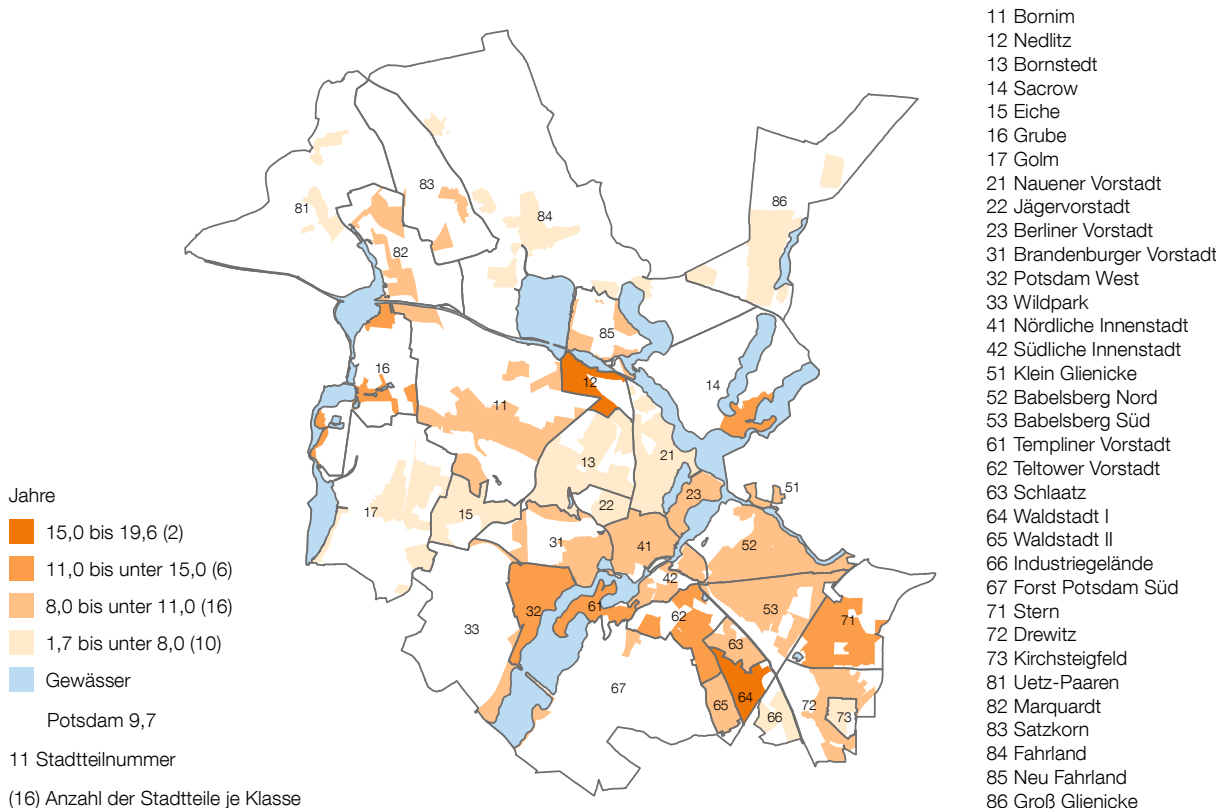 11 Bornim
12 Nedlitz
13 Bornstedt
14 Sacrow
15 Eiche
16 Grube
17 Golm
21 Nauener Vorstadt
22 Jägervorstadt
23 Berliner Vorstadt
31 Brandenburger Vorstadt
32 Potsdam West
33 Wildpark
41 Nördliche Innenstadt
42 Südliche Innenstadt
51 Klein Glienicke
52 Babelsberg Nord
53 Babelsberg Süd
61 Templiner Vorstadt
62 Teltower Vorstadt
63 Schlaatz
64 Waldstadt I
65 Waldstadt II
66 Industriegelände
67 Forst Potsdam Süd
71 Stern
72 Drewitz
73 Kirchsteigfeld
81 Uetz-Paaren
82 Marquardt
83 Satzkorn
84 Fahrland
85 Neu Fahrland
86 Groß Glienicke
83
86
81
84
82
85
16
12
14
11
21
13
51
23
17
15
22
31
41
52
42
32
61
62
53
71
33
63
67
65
64
66
72
73
Jahre
15,0 bis 19,6 (2)
11,0 bis unter 15,0 (6)
8,0 bis unter 11,0 (16)
1,7 bis unter 8,0 (10)
Gewässer
Potsdam 9,7
11 Stadtteilnummer
(16) Anzahl der Stadtteile je Klasse